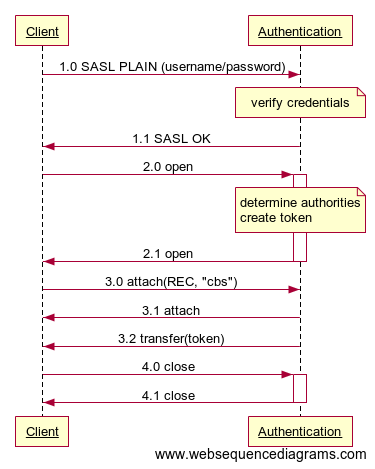 Client Authentication
1.0 SASL PLAIN (username/password)
verify credentials
1.1 SASL OK
2.0 open
determine authorities
create token
2.1 open
3.0 attach(REC, "cbs")
3.1 attach
3.2 transfer(token)
4.0 close
4.1 close
Client Authentication
www.websequencediagrams.com